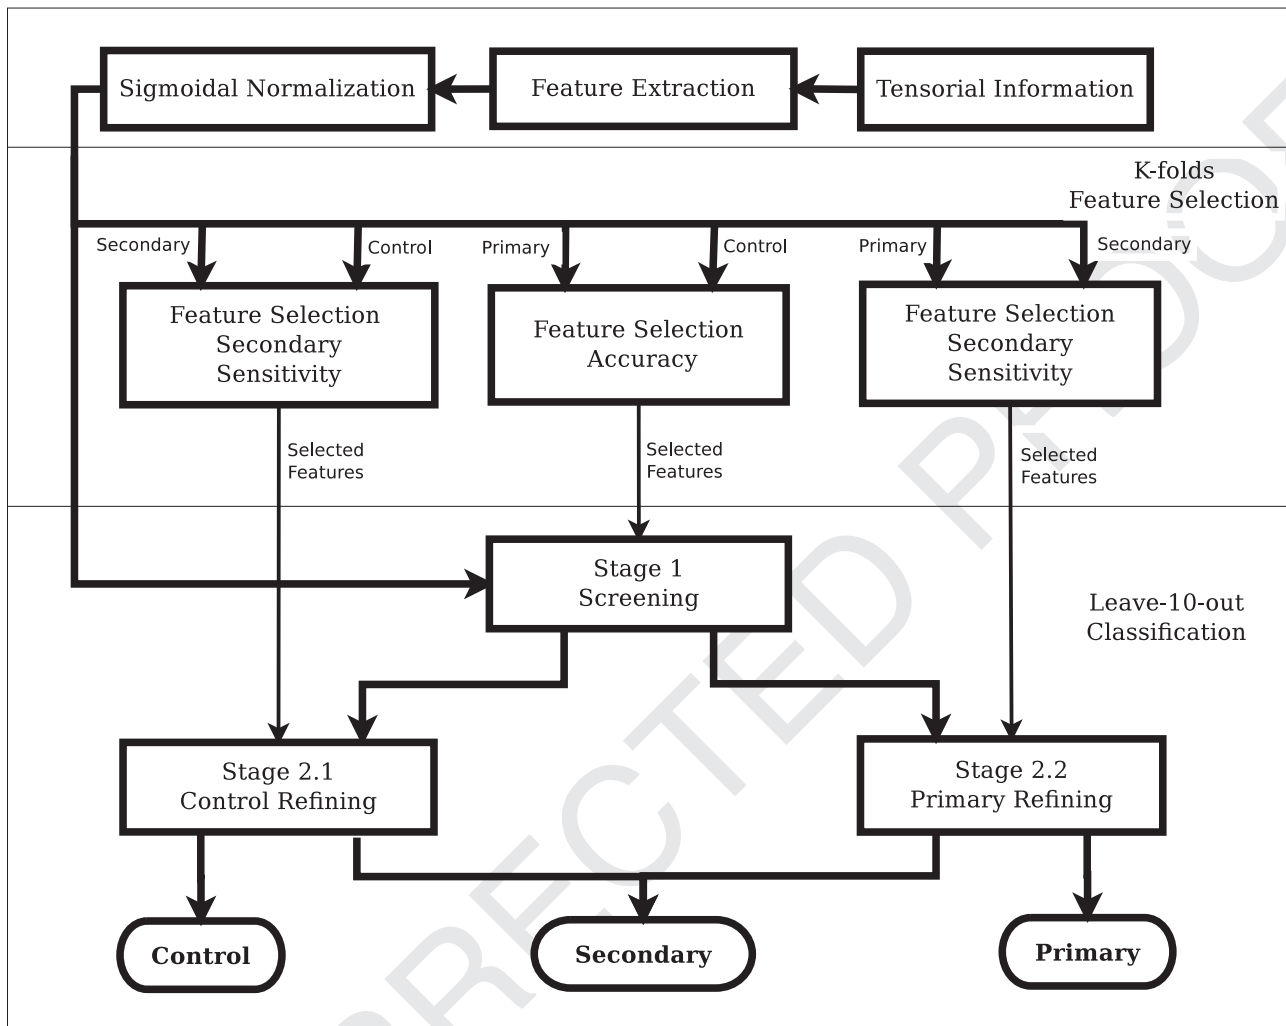 Sigmoidal Normalization
Feature Extraction
Tensorial Information
K-folds
Feature Selection
Secondary
Control
Primary
Control
Primary
Secondary
Feature Selection
Secondary
Sensitivity
Feature Selection
Accuracy
Feature Selection
Secondary
Sensitivity
Selected
Features
Selected
Features
Selected
Features
Stage 1
Screening
Leave-10-out
Classification
Stage 2.1
Control Refining
Stage 2.2
Primary Refining
Control
Secondary
Primary
RRECTED PROOF